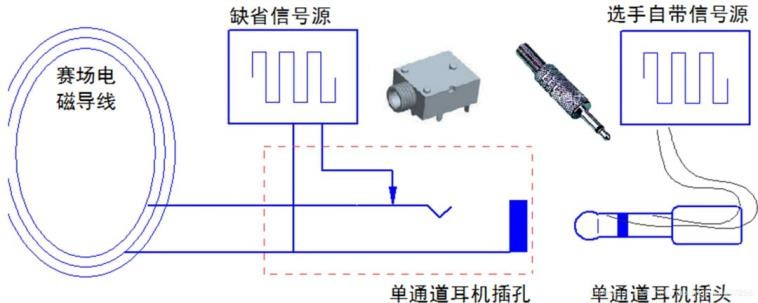 缺省信号源
选手自带信号源
赛场电
磁导线
单通道耳机插孔
单通道耳机插头